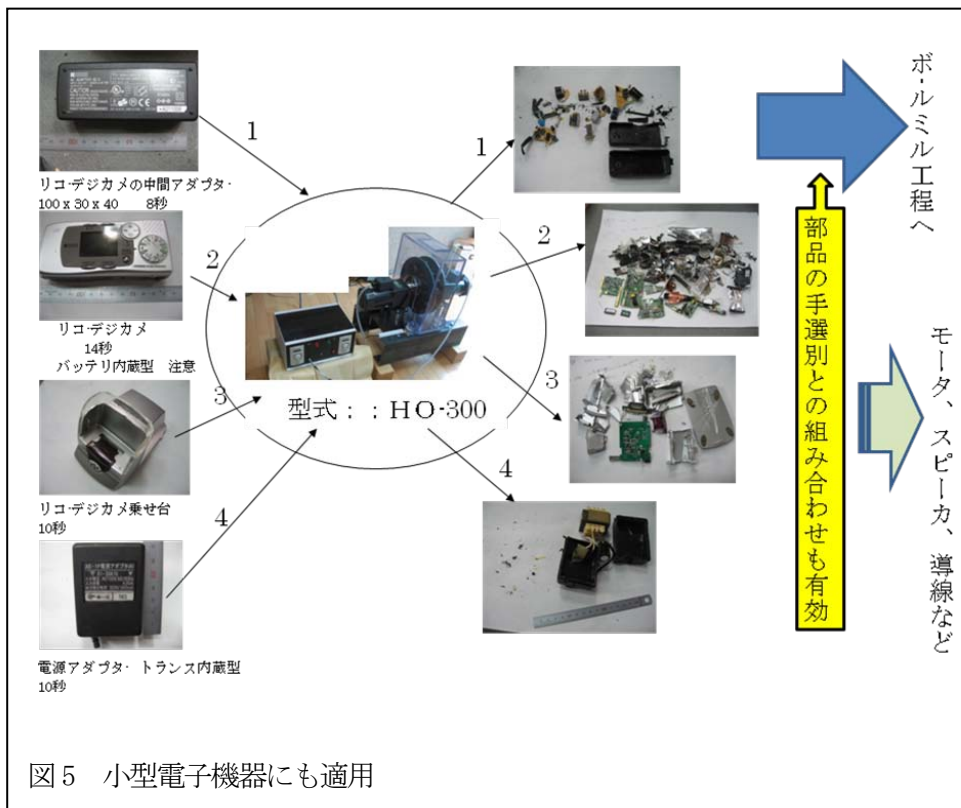 リコ-デジカメの中間アダプタ-
100 x 30 x 40　8秒
リコ-デジカメ
14秒
バッテリ内蔵型　注意
リコ-デジカメ乗せ台
10秒
電源アダプタ- トランス内蔵型
10秒
1
2
3
4
型式：：ＨＯ-300
1
2
3
4
ボ-ルミル工程へ
部品の手選別との組み合わせも有効
モータ、スピーカ、導線など
図5　小型電子機器にも適用